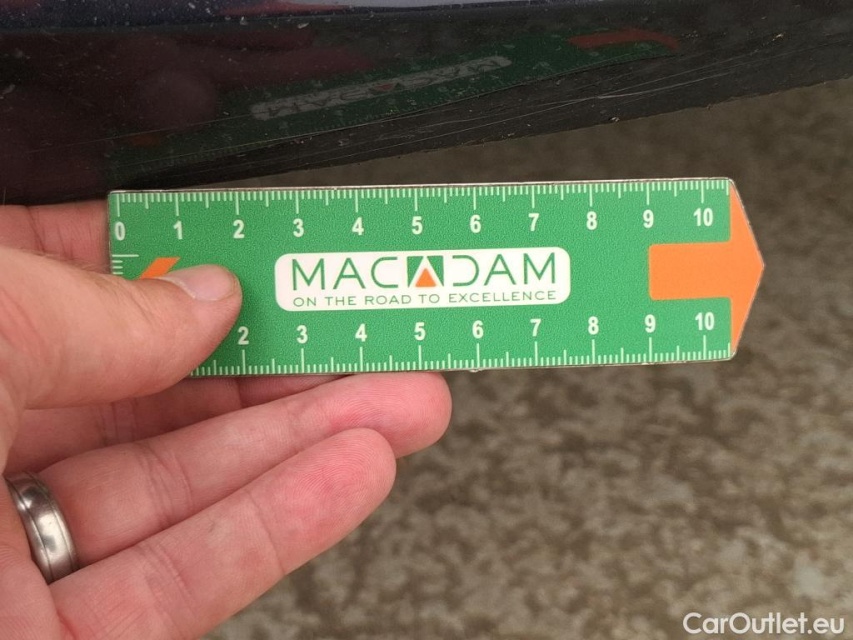 0 1 2 3 4 5 6 7 8 9 10
MACADAM
ON THE ROAD TO EXCELLENCE
2 3 4 5 6 7 8 9 10
CarOutlet.eu